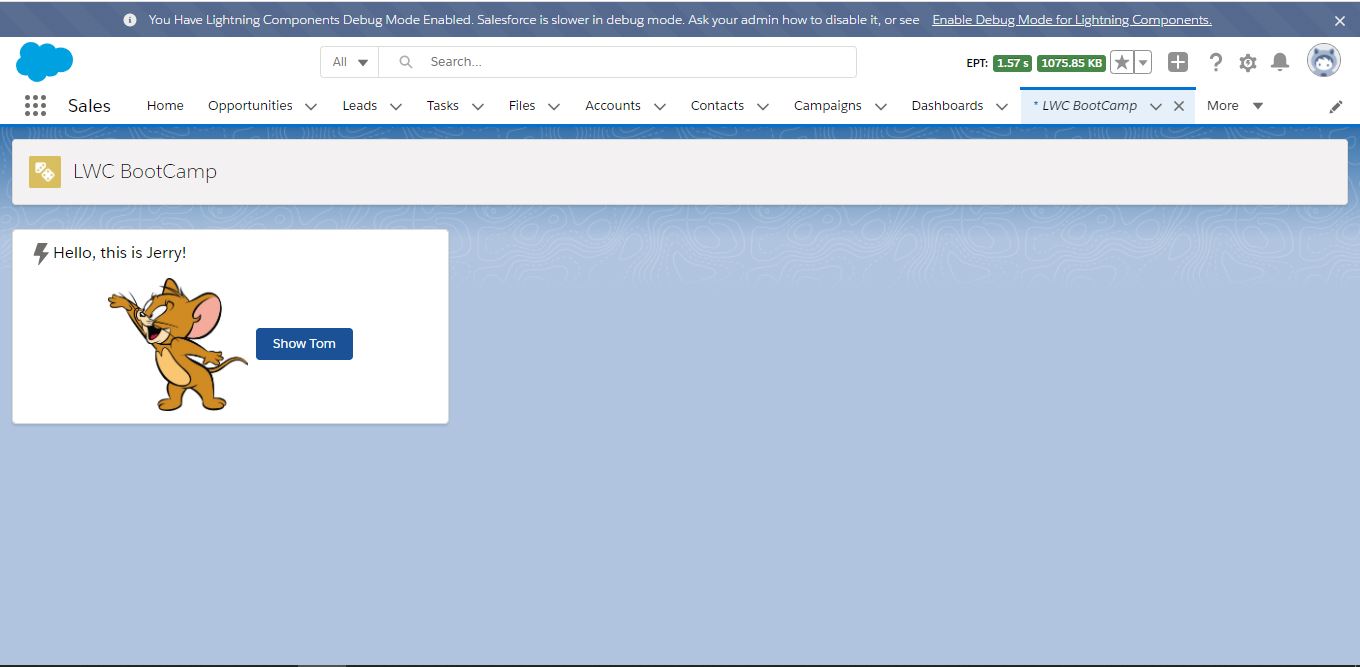 You Have Lightning Components Debug Mode Enabled. Salesforce is slower in debug mode. Ask your admin how to disable it, or see Enable Debug Mode for Lightning Components.
All Search... EPT: 1.57 s 1075.85 KB
Sales Home Opportunities Leads Tasks Files Accounts Contacts Campaigns Dashboards * LWC BootCamp More
LWC BootCamp
Hello, this is Jerry!
Show Tom